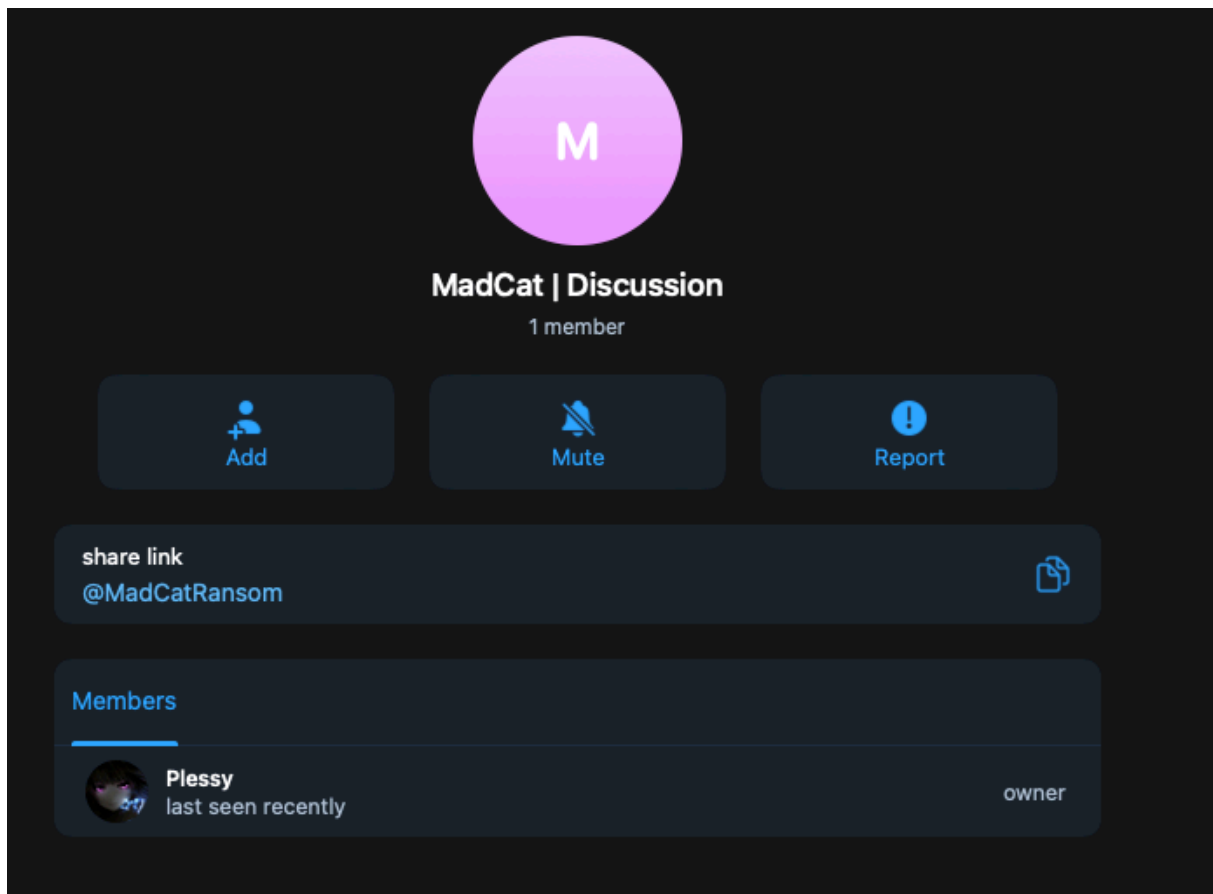 M
MadCat | Discussion
1 member
Add
Mute
Report
share link
@MadCatRansom
Members
Plessy
last seen recently
owner